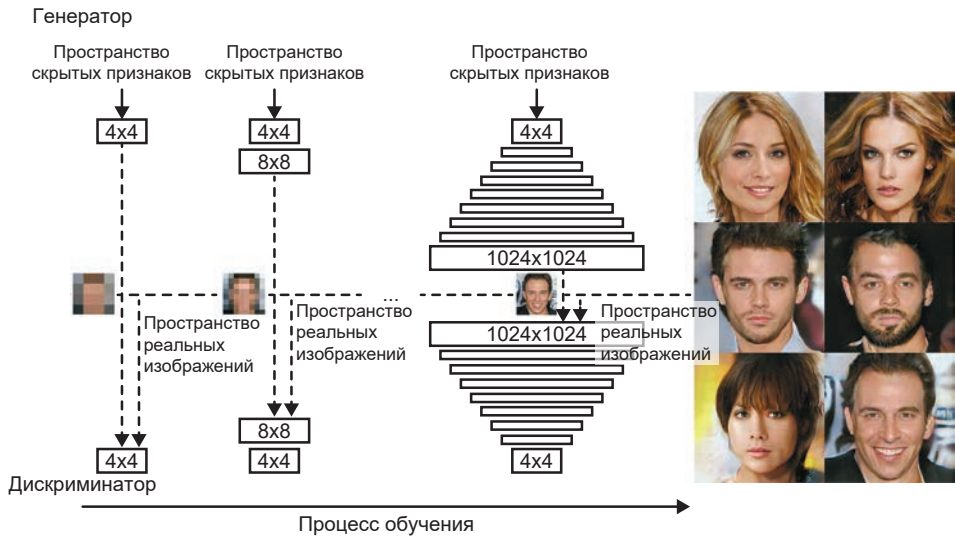 Генератор
Пространство
скрытых признаков
Пространство
скрытых признаков
Пространство
скрытых признаков
4x4
4x4
4x4
8x8
1024x1024
...
Пространство
реальных
изображений
Пространство
реальных
изображений
Пространство
реальных
изображений
1024x1024
8x8
4x4
4x4
4x4
Дискриминатор
Процесс обучения